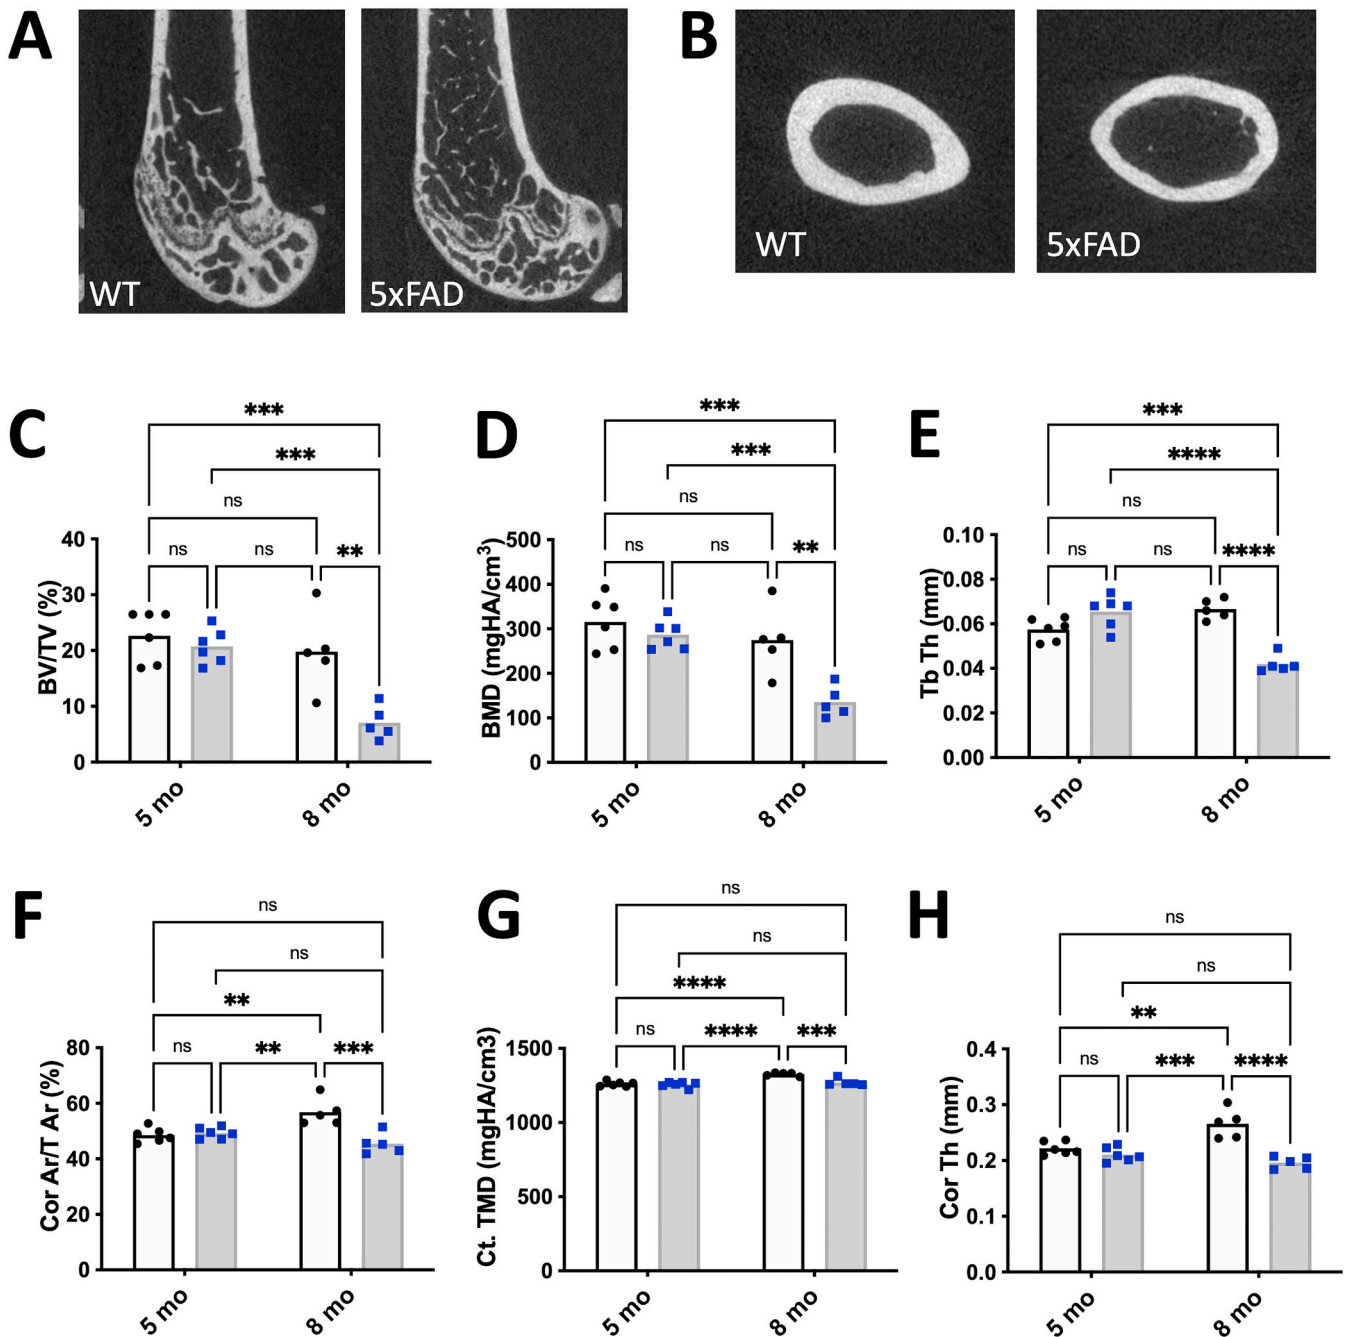 A
WT
5xFAD
B
WT
5xFAD
C
***
***
ns
ns
ns
**
BV/TV (%)
40
30
20
10
0
5 mo
8 mo
D
***
***
ns
ns
ns
**
BMD (mgHA/cm³)
500
400
300
200
100
0
5 mo
8 mo
E
***
****
ns
ns
ns
****
Tb Th (mm)
0.10
0.08
0.06
0.04
0.02
0.00
5 mo
8 mo
F
ns
ns
**
ns
**
***
Cor Ar/T Ar (%)
80
60
40
20
0
5 mo
8 mo
G
ns
ns
****
ns
****
***
Ct. TMD (mgHA/cm3)
1500
1000
500
0
5 mo
8 mo
H
ns
ns
**
ns
***
****
Cor Th (mm)
0.4
0.3
0.2
0.1
0.0
5 mo
8 mo